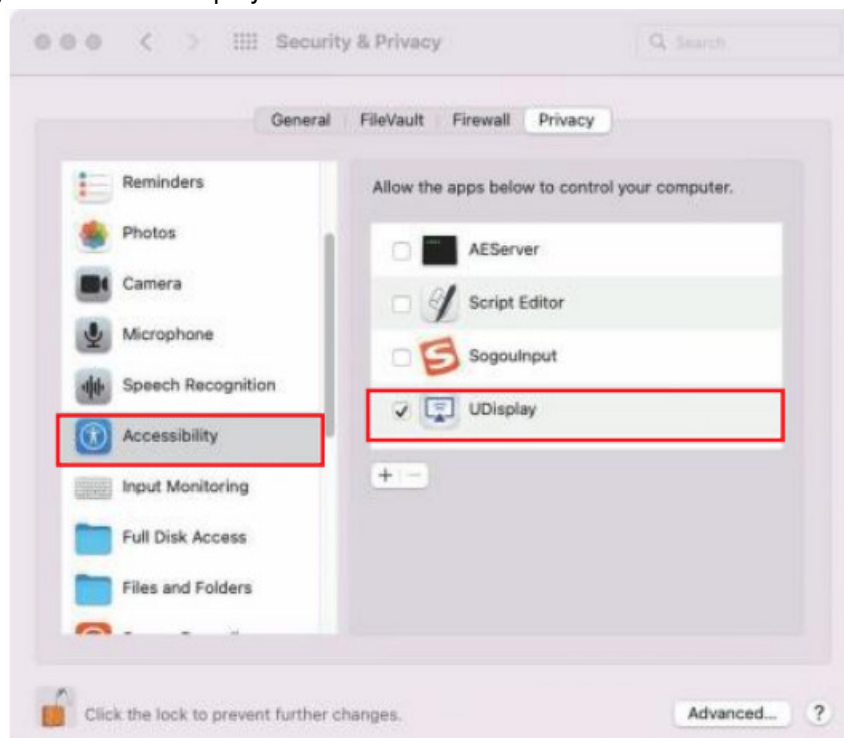 Security & Privacy
Search
General
FileVault
Firewall
Privacy
Reminders
Photos
Camera
Microphone
Speech Recognition
Accessibility
Input Monitoring
Full Disk Access
Files and Folders
Allow the apps below to control your computer.
AEServer
Script Editor
SogouInput
UDisplay
+
−
Click the lock to prevent further changes.
Advanced...
?